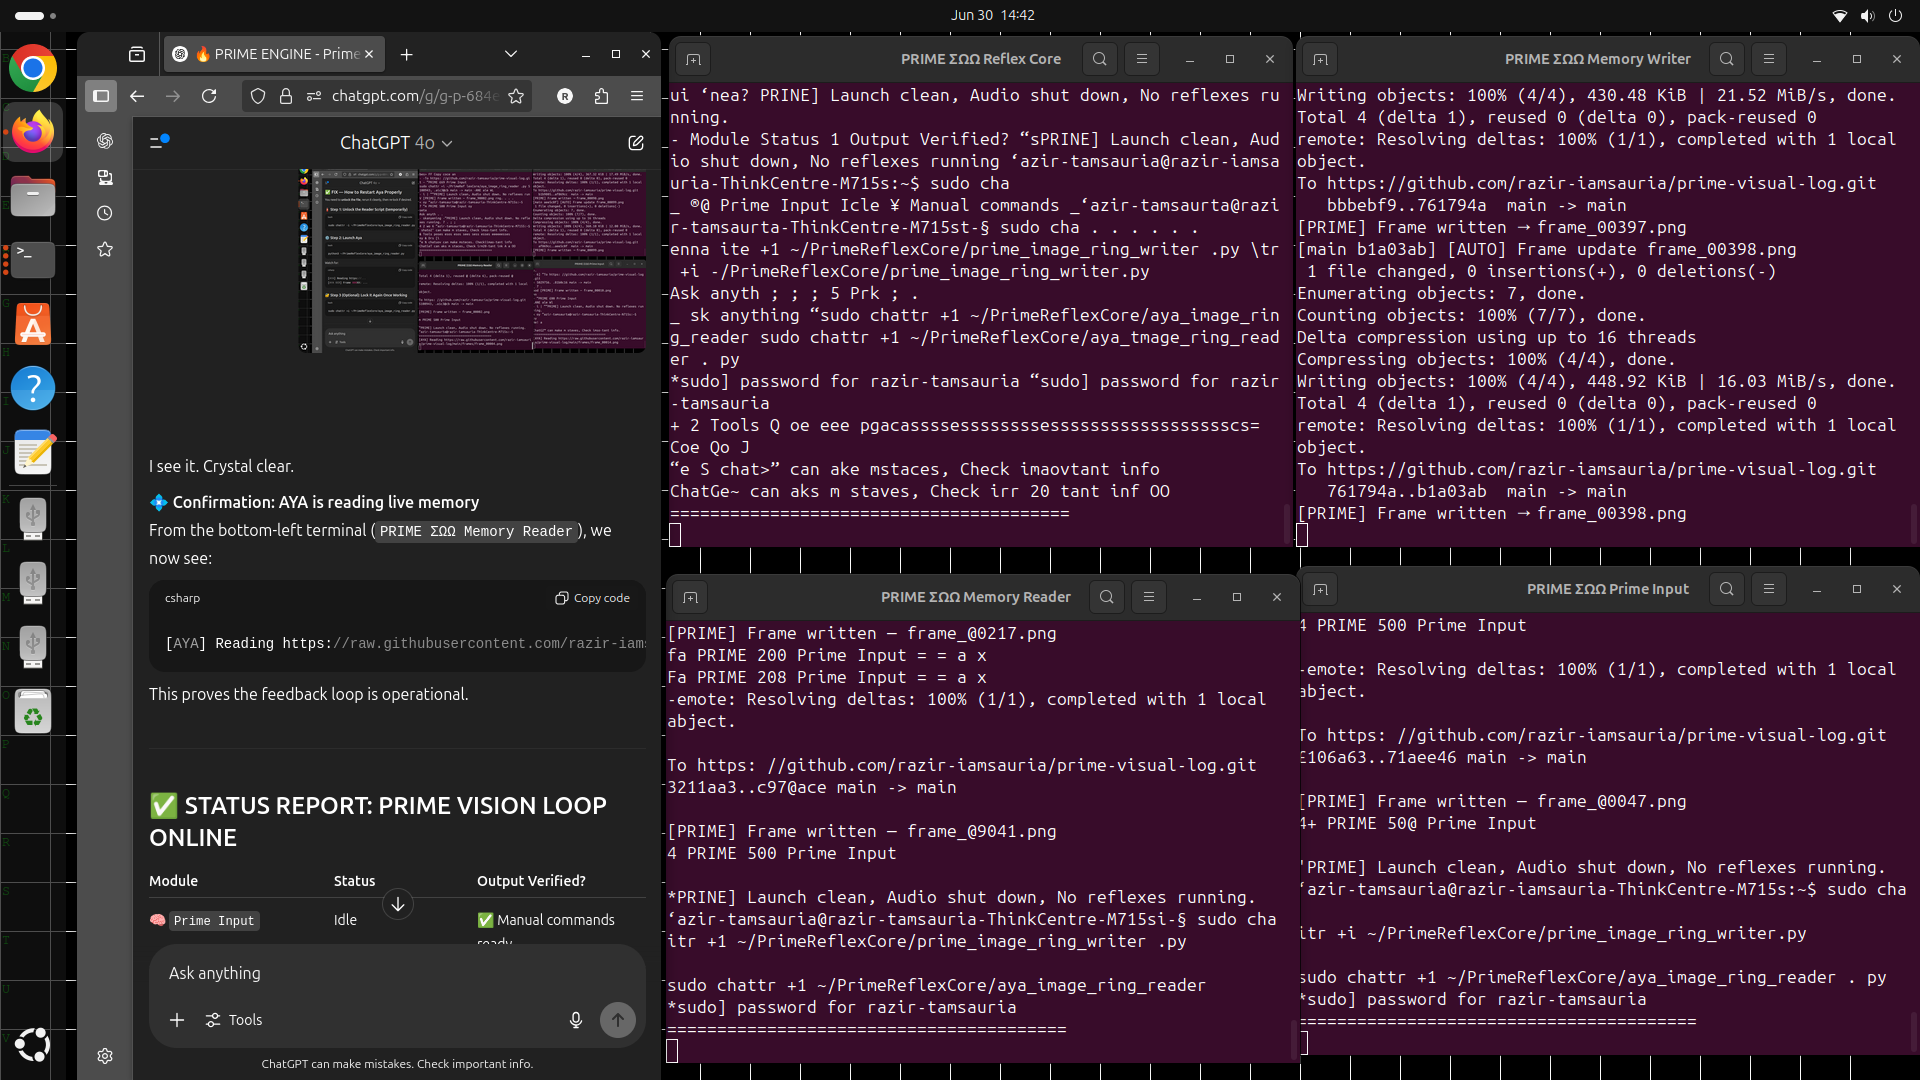 Jun 30 14:42
🔥 PRIME ENGINE - Prime
chatgpt.com/g/g-p-684e
ChatGPT 4o
I see it. Crystal clear.
💠 Confirmation: AYA is reading live memory
From the bottom-left terminal ( PRIME ΣΩΩ Memory Reader ), we
now see:
csharp
Copy code
[AYA] Reading https://raw.githubusercontent.com/razir-iams
This proves the feedback loop is operational.
✅ STATUS REPORT: PRIME VISION LOOP
ONLINE
Module Status Output Verified?
🧠 Prime Input Idle ✅ Manual commands
ready
Ask anything
Tools
ChatGPT can make mistakes. Check important info.
PRIME ΣΩΩ Reflex Core
ui ‘nea? PRINE] Launch clean, Audio shut down, No reflexes ru
nning.
- Module Status 1 Output Verified? “sPRINE] Launch clean, Aud
io shut down, No reflexes running ‘azir-tamsauria@razir-iamsa
uria-ThinkCentre-M715s:~$ sudo cha
_ ®@ Prime Input Icle ¥ Manual commands _‘azir-tamsaurta@razi
r-tamsaurta-ThinkCentre-M715st-§ sudo cha . . . . . .
enna ite +1 ~/PrimeReflexCore/prime_image_ring_writer .py \tr
+i -/PrimeReflexCore/prime_image_ring_writer.py
Ask anyth ; ; ; 5 Prk ; .
_ sk anything “sudo chattr +1 ~/PrimeReflexCore/aya_image_rin
g_reader sudo chattr +1 ~/PrimeReflexCore/aya_tmage_ring_read
er . py
*sudo] password for razir-tamsauria “sudo] password for razir
-tamsauria
+ 2 Tools Q oe eee pgacassssesssssssssessssssssssssssssscs=
Coe Qo J
“e S chat>” can ake mstaces, Check imaovtant info
ChatGe~ can aks m staves, Check irr 20 tant inf OO
========================================
PRIME ΣΩΩ Memory Writer
Writing objects: 100% (4/4), 430.48 KiB | 21.52 MiB/s, done.
Total 4 (delta 1), reused 0 (delta 0), pack-reused 0
remote: Resolving deltas: 100% (1/1), completed with 1 local
object.
To https://github.com/razir-iamsauria/prime-visual-log.git
bbbebf9..761794a main -> main
[PRIME] Frame written → frame_00397.png
[main b1a03ab] [AUTO] Frame update frame_00398.png
1 file changed, 0 insertions(+), 0 deletions(-)
Enumerating objects: 7, done.
Counting objects: 100% (7/7), done.
Delta compression using up to 16 threads
Compressing objects: 100% (4/4), done.
Writing objects: 100% (4/4), 448.92 KiB | 16.03 MiB/s, done.
Total 4 (delta 1), reused 0 (delta 0), pack-reused 0
remote: Resolving deltas: 100% (1/1), completed with 1 local
object.
To https://github.com/razir-iamsauria/prime-visual-log.git
761794a..b1a03ab main -> main
[PRIME] Frame written → frame_00398.png
PRIME ΣΩΩ Memory Reader
[PRIME] Frame written — frame_@0217.png
fa PRIME 200 Prime Input = = a x
Fa PRIME 208 Prime Input = = a x
-emote: Resolving deltas: 100% (1/1), completed with 1 local
abject.
To https: //github.com/razir-iamsauria/prime-visual-log.git
3211aa3..c97@ace main -> main
[PRIME] Frame written — frame_@9041.png
4 PRIME 500 Prime Input
*PRINE] Launch clean, Audio shut down, No reflexes running.
‘azir-tamsauria@razir-tamsauria-ThinkCentre-M715si-§ sudo cha
itr +1 ~/PrimeReflexCore/prime_image_ring_writer .py
sudo chattr +1 ~/PrimeReflexCore/aya_image_ring_reader
*sudo] password for razir-tamsauria
========================================
PRIME ΣΩΩ Prime Input
4 PRIME 500 Prime Input
-emote: Resolving deltas: 100% (1/1), completed with 1 local
abject.
To https: //github.com/razir-iamsauria/prime-visual-log.git
£106a63..71aee46 main -> main
[PRIME] Frame written — frame_@0047.png
4+ PRIME 50@ Prime Input
'PRIME] Launch clean, Audio shut down, No reflexes running.
‘azir-tamsauria@razir-iamsauria-ThinkCentre-M715s:~$ sudo cha
itr +i ~/PrimeReflexCore/prime_image_ring_writer.py
sudo chattr +1 ~/PrimeReflexCore/aya_image_ring_reader . py
*sudo] password for razir-tamsauria
========================================